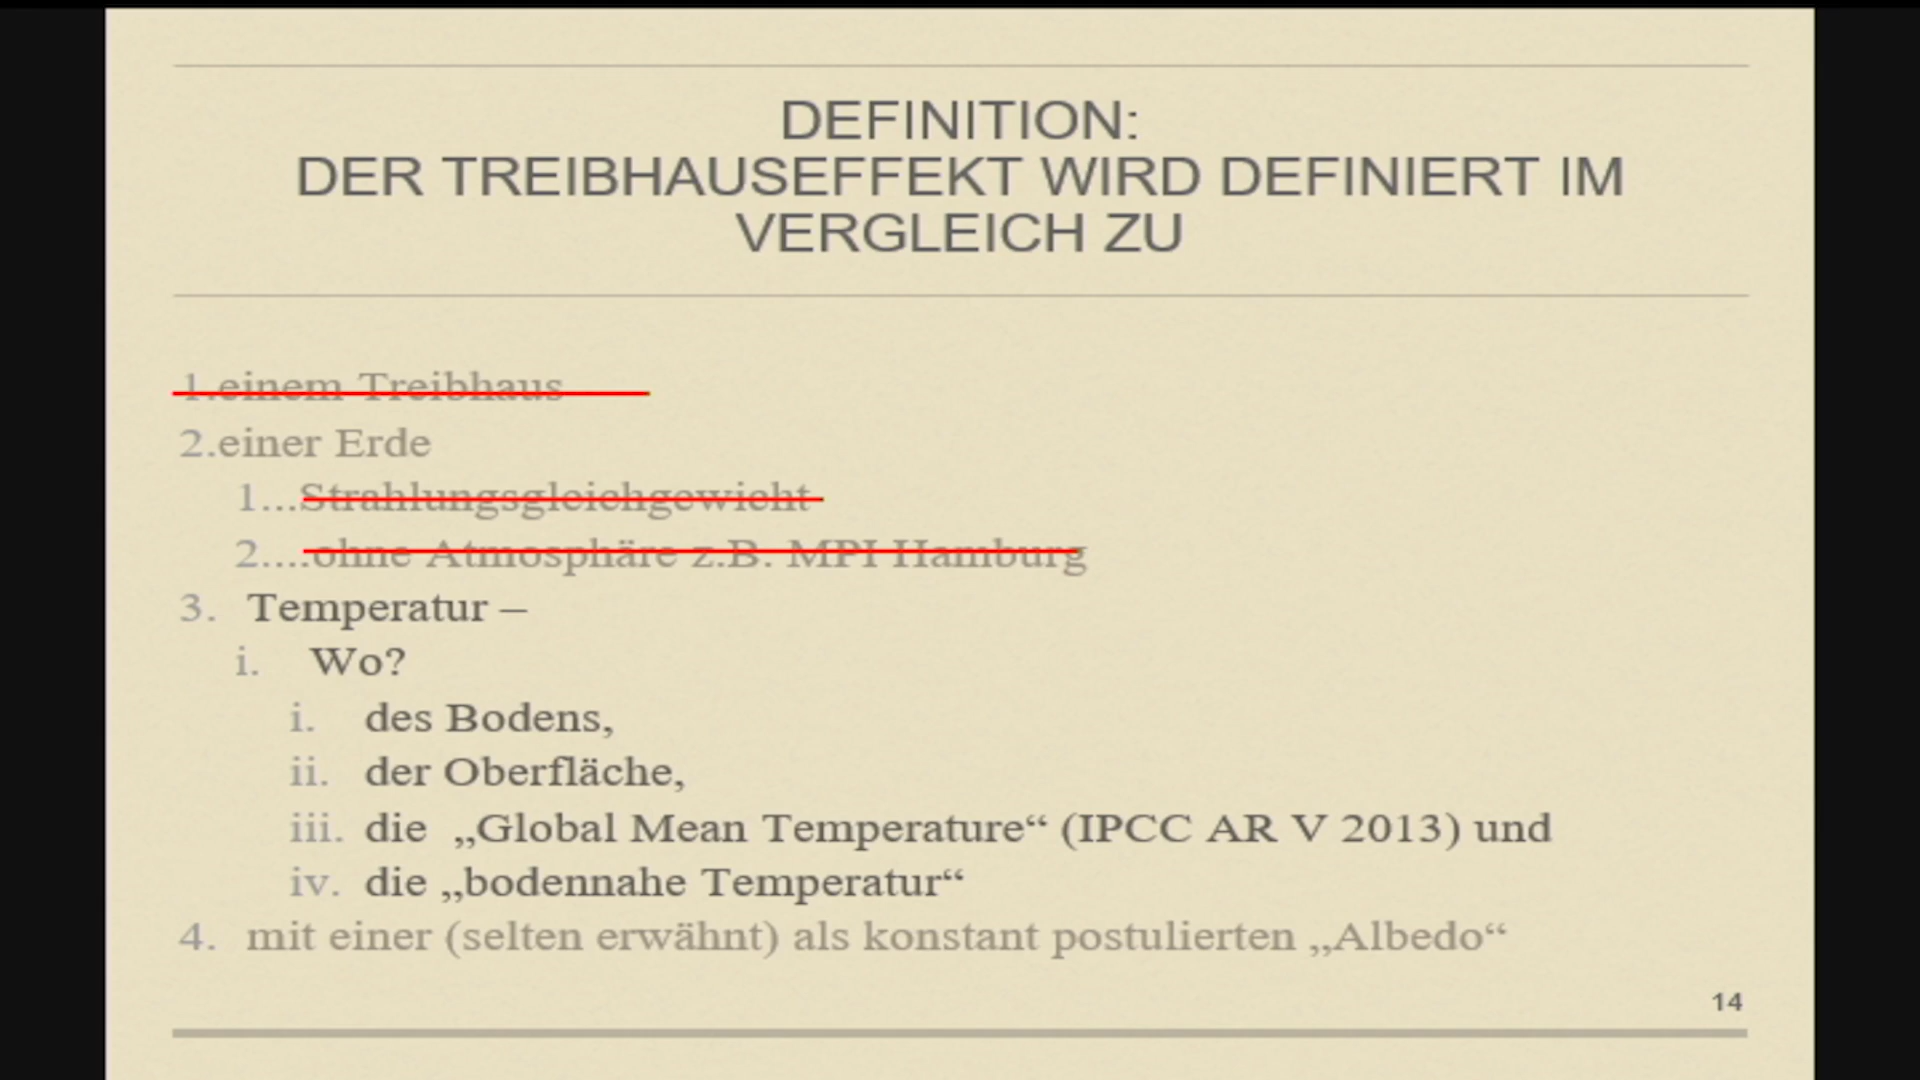 DEFINITION:
DER TREIBHAUSEFFEKT WIRD DEFINIERT IM
VERGLEICH ZU
1.einem Treibhaus
2.einer Erde
1...Strahlungsgleichgewicht
2....ohne Atmosphäre z.B. MPI Hamburg
3. Temperatur –
i. Wo?
i. des Bodens,
ii. der Oberfläche,
iii. die „Global Mean Temperature“ (IPCC AR V 2013) und
iv. die „bodennahe Temperatur“
4. mit einer (selten erwähnt) als konstant postulierten „Albedo“
14